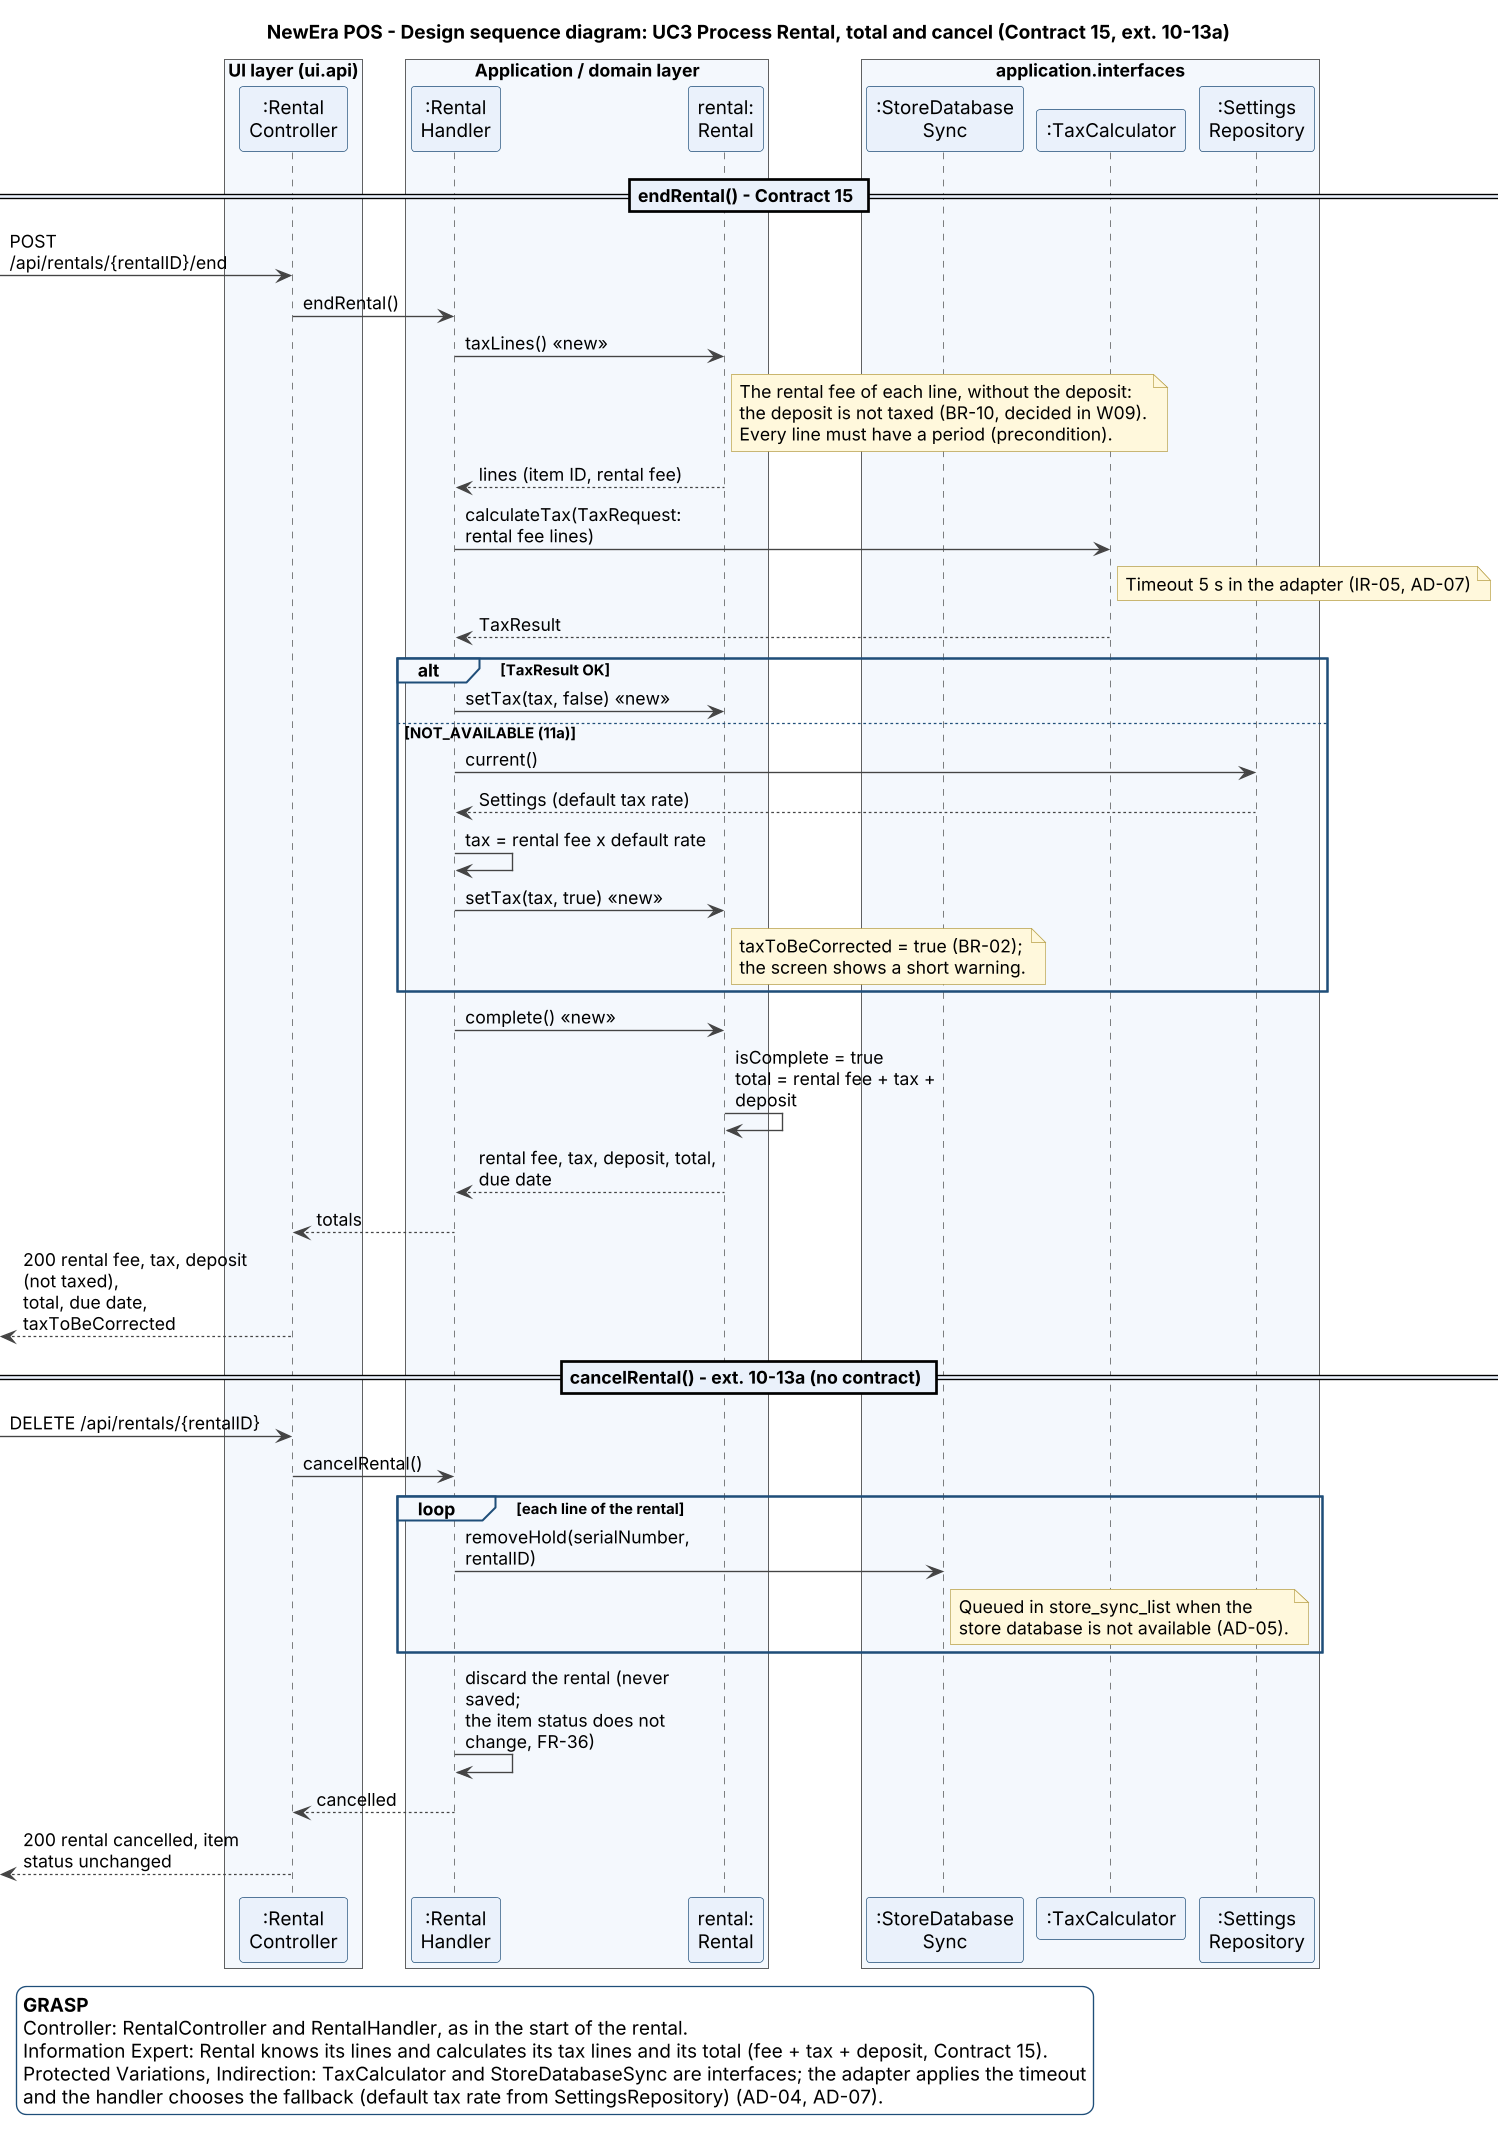 NewEra POS - Design sequence diagram: UC3 Process Rental, total and cancel (Contract 15, ext. 10-13a)
UI layer (ui.api)
Application / domain layer
application.interfaces
:Rental
Controller
:Rental
Handler
rental:
Rental
:StoreDatabase
Sync
:TaxCalculator
:Settings
Repository
endRental() - Contract 15
POST
/api/rentals/{rentalID}/end
endRental()
taxLines() «new»
The rental fee of each line, without the deposit:
the deposit is not taxed (BR-10, decided in W09).
Every line must have a period (precondition).
lines (item ID, rental fee)
calculateTax(TaxRequest:
rental fee lines)
Timeout 5 s in the adapter (IR-05, AD-07)
TaxResult
alt
[TaxResult OK]
setTax(tax, false) «new»
[NOT_AVAILABLE (11a)]
current()
Settings (default tax rate)
tax = rental fee x default rate
setTax(tax, true) «new»
taxToBeCorrected = true (BR-02);
the screen shows a short warning.
complete() «new»
isComplete = true
total = rental fee + tax +
deposit
rental fee, tax, deposit, total,
due date
totals
200 rental fee, tax, deposit
(not taxed),
total, due date,
taxToBeCorrected
cancelRental() - ext. 10-13a (no contract)
DELETE /api/rentals/{rentalID}
cancelRental()
loop
[each line of the rental]
removeHold(serialNumber,
rentalID)
Queued in store_sync_list when the
store database is not available (AD-05).
discard the rental (never
saved;
the item status does not
change, FR-36)
cancelled
200 rental cancelled, item
status unchanged
:Rental
Controller
:Rental
Handler
rental:
Rental
:StoreDatabase
Sync
:TaxCalculator
:Settings
Repository
GRASP
Controller: RentalController and RentalHandler, as in the start of the rental.
Information Expert: Rental knows its lines and calculates its tax lines and its total (fee + tax + deposit, Contract 15).
Protected Variations, Indirection: TaxCalculator and StoreDatabaseSync are interfaces; the adapter applies the timeout
and the handler chooses the fallback (default tax rate from SettingsRepository) (AD-04, AD-07).